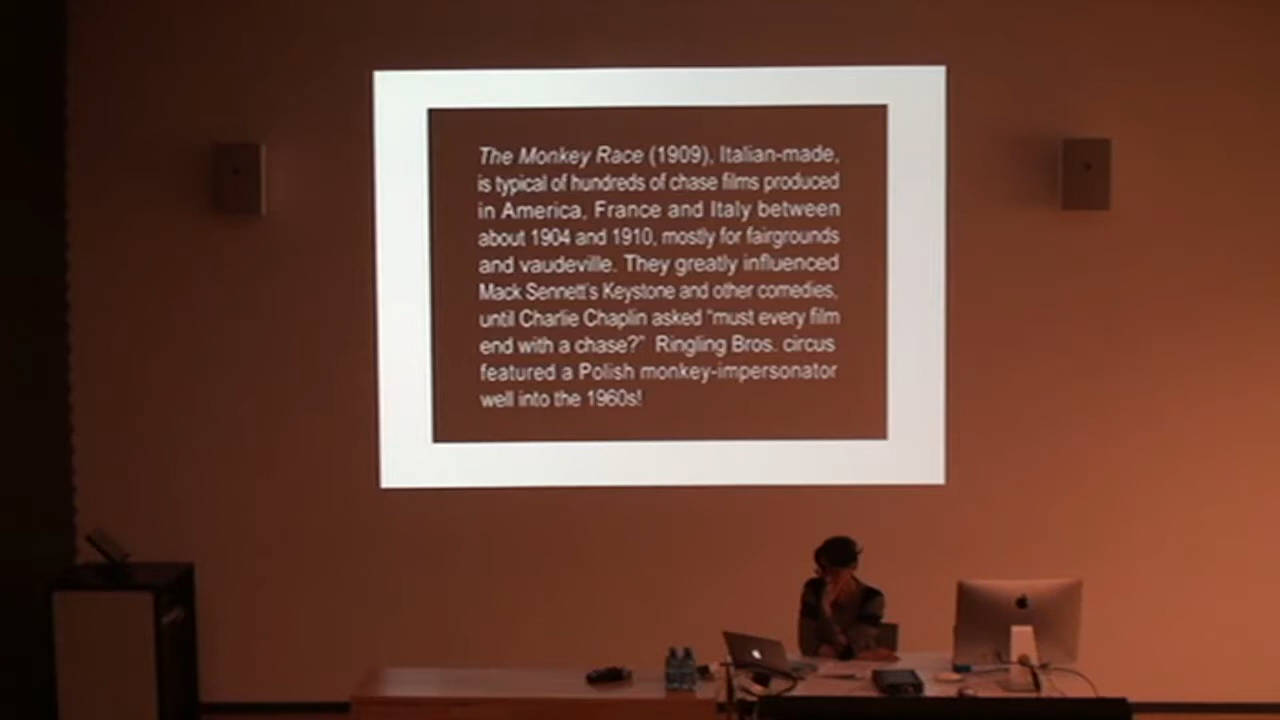 The Monkey Race (1909), Italian-made,
is typical of hundreds of chase films produced
in America, France and Italy between
about 1904 and 1910, mostly for fairgrounds
and vaudeville. They greatly influenced
Mack Sennett's Keystone and other comedies,
until Charlie Chaplin asked "must every film
end with a chase?" Ringling Bros. circus
featured a Polish monkey-impersonator
well into the 1960s!